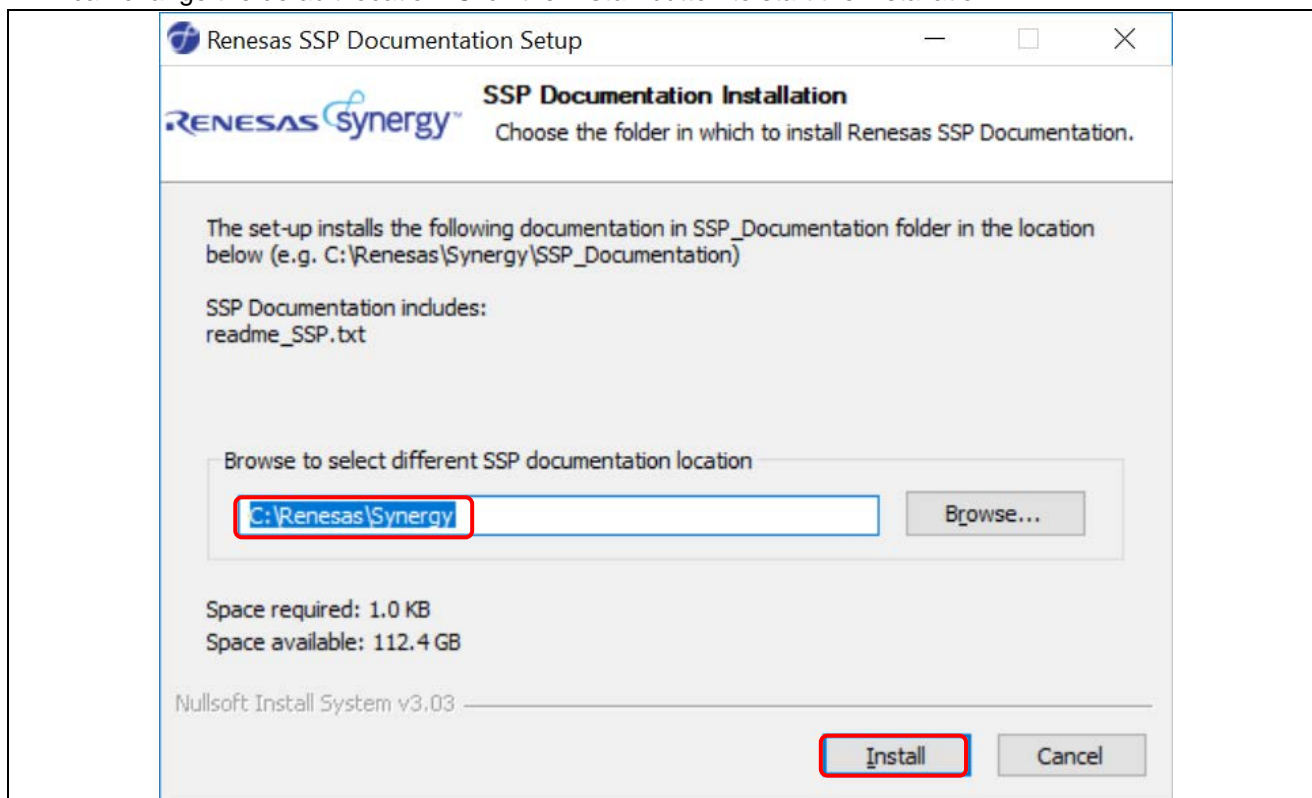 Renesas SSP Documentation Setup
RENESAS synergy™
SSP Documentation Installation
Choose the folder in which to install Renesas SSP Documentation.
The set-up installs the following documentation in SSP_Documentation folder in the location
below (e.g. C:\Renesas\Synergy\SSP_Documentation)
SSP Documentation includes:
readme_SSP.txt
Browse to select different SSP documentation location
C:\Renesas\Synergy
Browse...
Space required: 1.0 KB
Space available: 112.4 GB
Nullsoft Install System v3.03
Install
Cancel